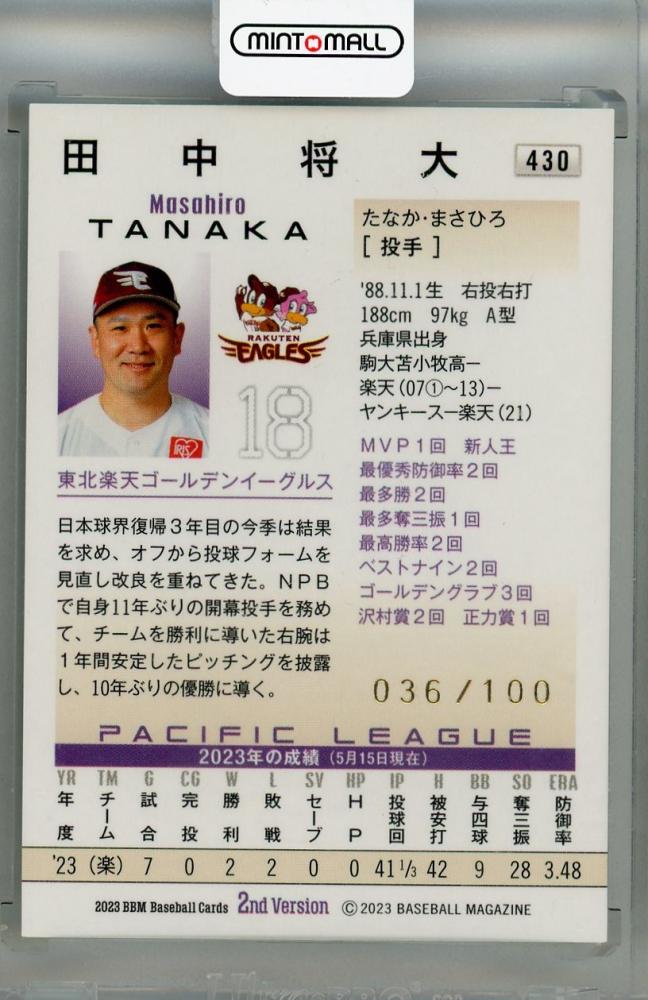 MINT MALL
田中将大
430
Masahiro
TANAKA
たなか・まさひろ
[投手]
RAKUTEN
EAGLES
18
IRIS
東北楽天ゴールデンイーグルス
'88.11.1生 右投右打
188cm 97kg A型
兵庫県出身
駒大苫小牧高ー
楽天(07①〜13)ー
ヤンキースー楽天(21)
MVP1回 新人王
最優秀防御率2回
最多勝2回
最多奪三振1回
最高勝率2回
ベストナイン2回
ゴールデングラブ3回
沢村賞2回 正力賞1回
日本球界復帰3年目の今季は結果
を求め、オフから投球フォームを
見直し改良を重ねてきた。NPB
で自身11年ぶりの開幕投手を務め
て、チームを勝利に導いた右腕は
1年間安定したピッチングを披露
し、10年ぶりの優勝に導く。
036/100
PACIFIC LEAGUE
2023年の成績(5月15日現在)
YR TM G CG W L SV HP IP H BB SO ERA
年度 チーム 試合 完投 勝利 敗戦 セーブ HP 投球回 被安打 与四球 奪三振 防御率
'23 (楽) 7 0 2 2 0 0 41 1/3 42 9 28 3.48
2023 BBM Baseball Cards 2nd Version ©2023 BASEBALL MAGAZINE